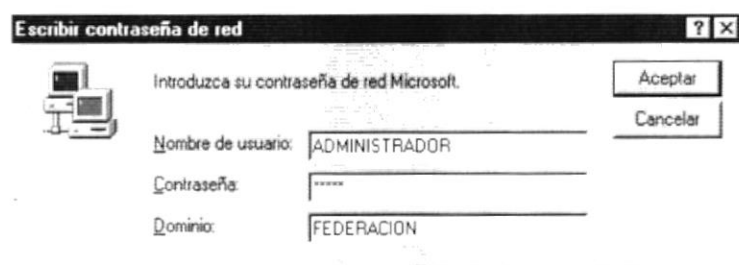 Escribir contraseña de red
Introduzca su contraseña de red Microsoft.
Aceptar
Cancelar
Nombre de usuario: ADMINISTRADOR
Contraseña: -----
Dominio: FEDERACION